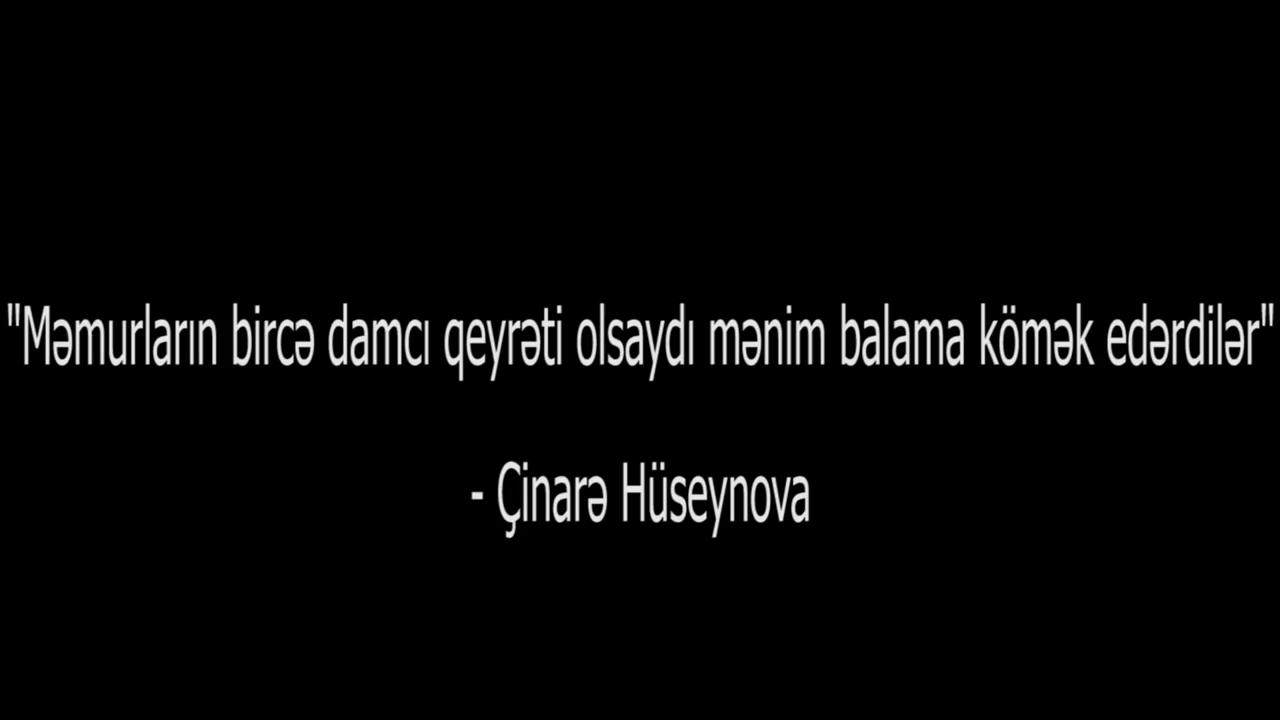 "Məmurların bircə damcı qeyrəti olsaydı mənim balama kömək edərdilər"
- Çinarə Hüseynova